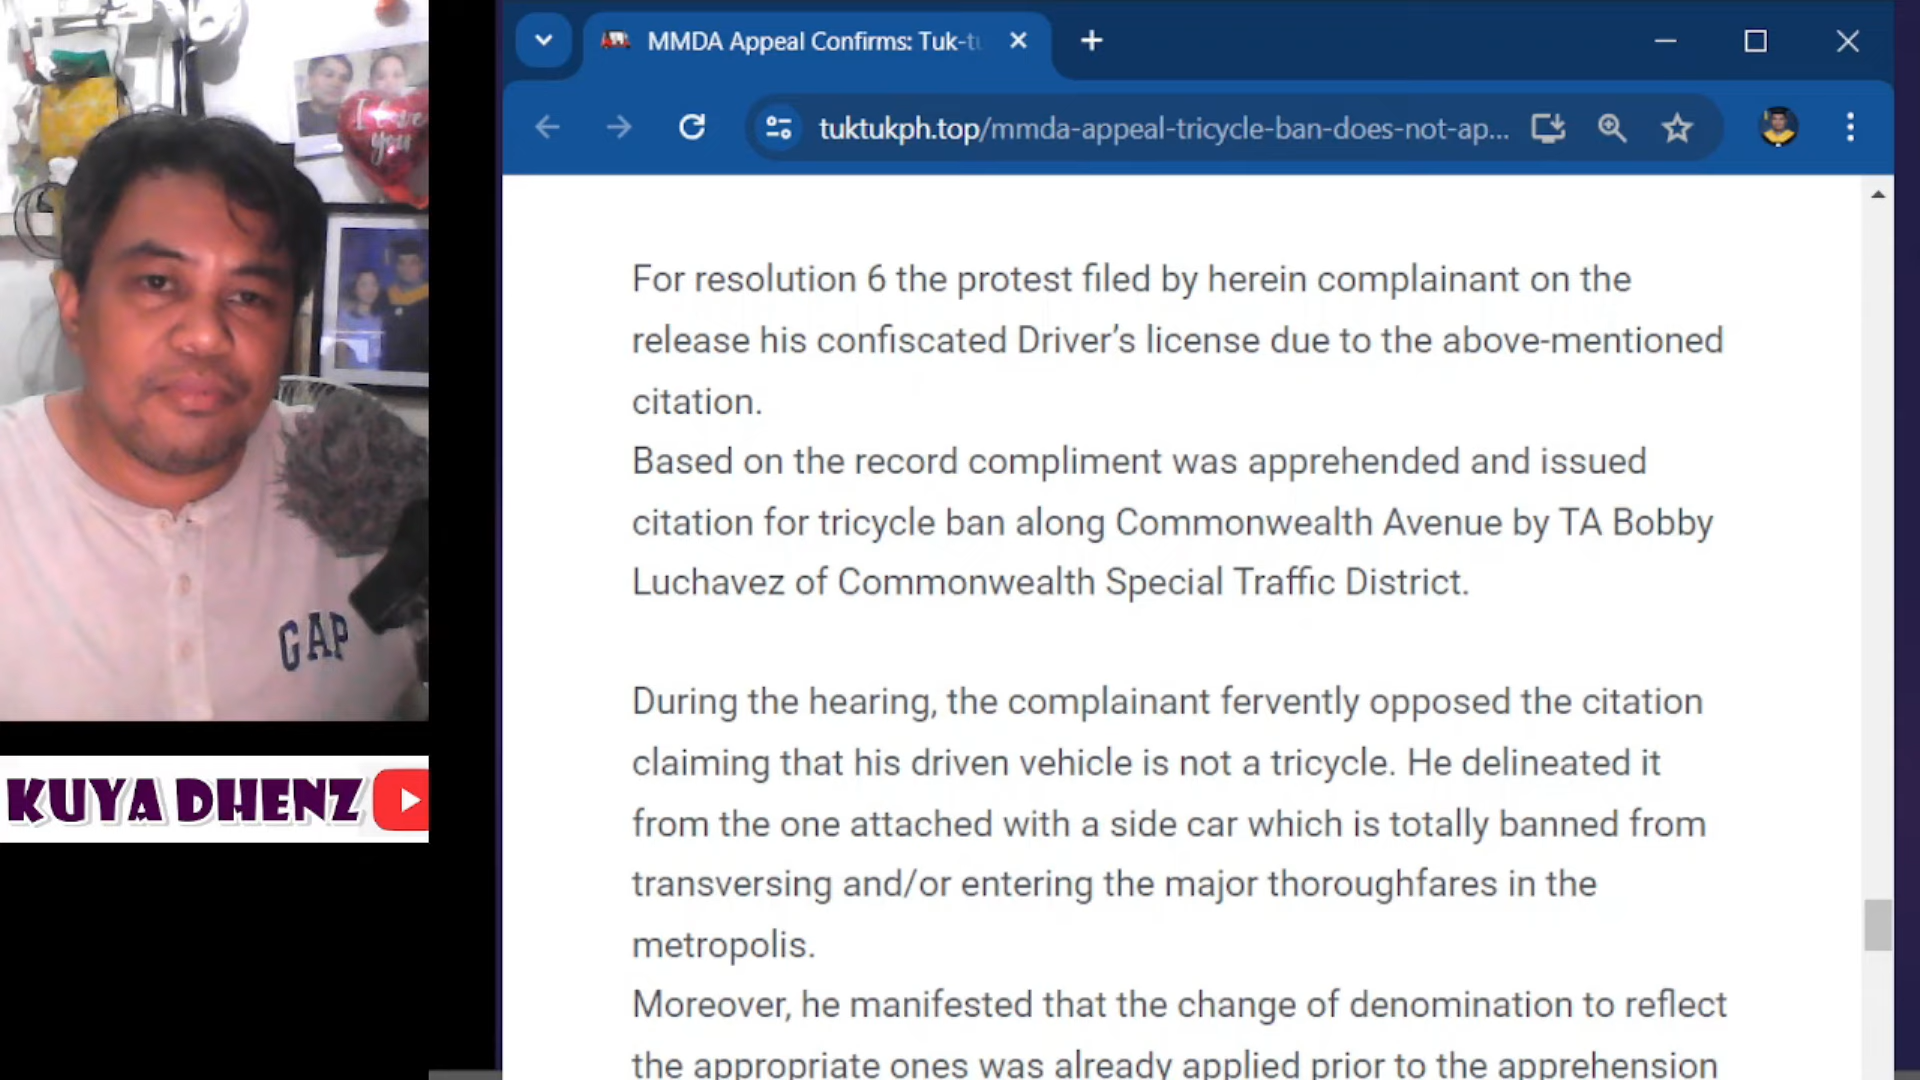 MMDA Appeal Confirms: Tuk-tu
tuktukph.top/mmda-appeal-tricycle-ban-does-not-ap...
I Love
you
GAP
KUYA DHENZ
For resolution 6 the protest filed by herein complainant on the
release his confiscated Driver’s license due to the above-mentioned
citation.
Based on the record compliment was apprehended and issued
citation for tricycle ban along Commonwealth Avenue by TA Bobby
Luchavez of Commonwealth Special Traffic District.
During the hearing, the complainant fervently opposed the citation
claiming that his driven vehicle is not a tricycle. He delineated it
from the one attached with a side car which is totally banned from
transversing and/or entering the major thoroughfares in the
metropolis.
Moreover, he manifested that the change of denomination to reflect
the appropriate ones was already applied prior to the apprehension